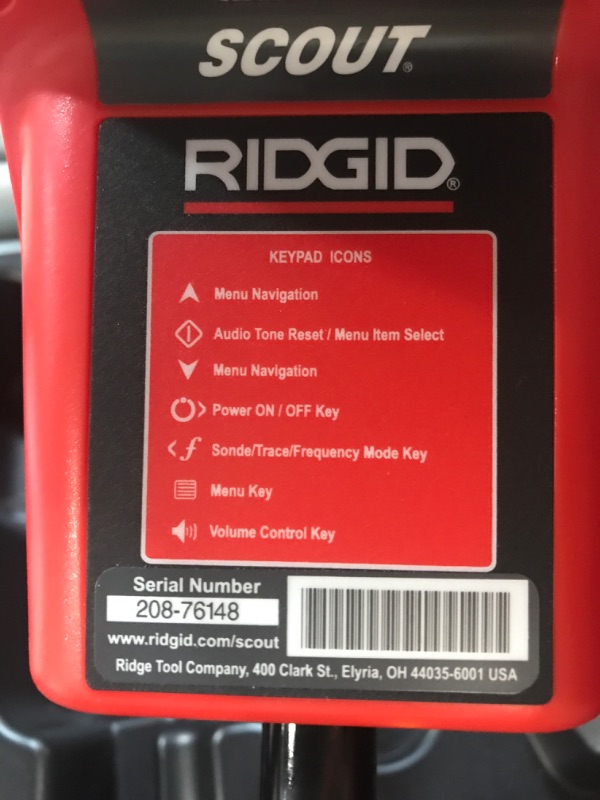 SCOUT®
RIDGID®
KEYPAD ICONS
Menu Navigation
Audio Tone Reset / Menu Item Select
Menu Navigation
Power ON / OFF Key
f Sonde/Trace/Frequency Mode Key
Menu Key
Volume Control Key
Serial Number
208-76148
www.ridgid.com/scout
Ridge Tool Company, 400 Clark St., Elyria, OH 44035-6001 USA